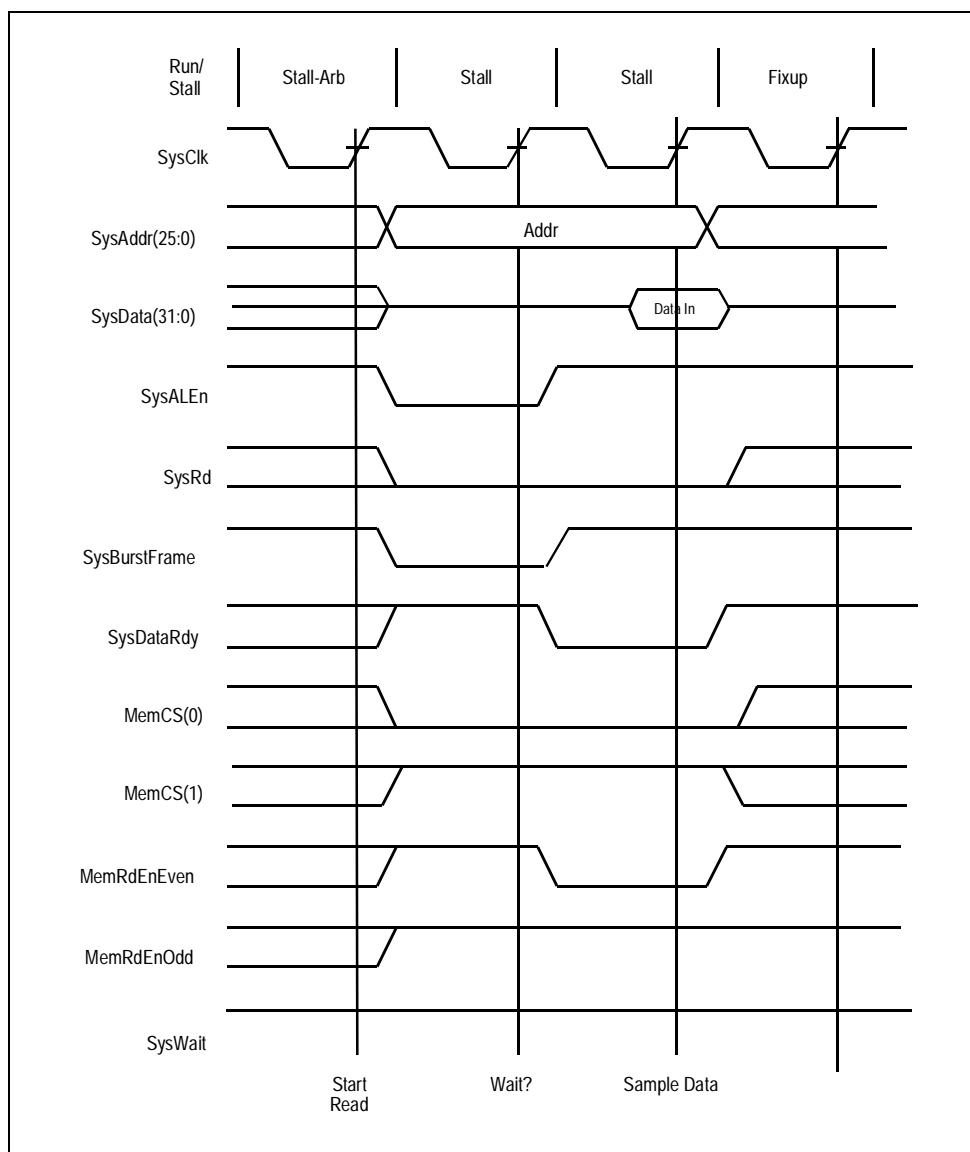 Run/
Stall
Stall-Arb
Stall
Stall
Fixup
SysClk
SysAddr(25:0)
Addr
SysData(31:0)
Data In
SysALEn
SysRd
SysBurstFrame
SysDataRdy
MemCS(0)
MemCS(1)
MemRdEnEven
MemRdEnOdd
SysWait
Start
Read
Wait?
Sample Data